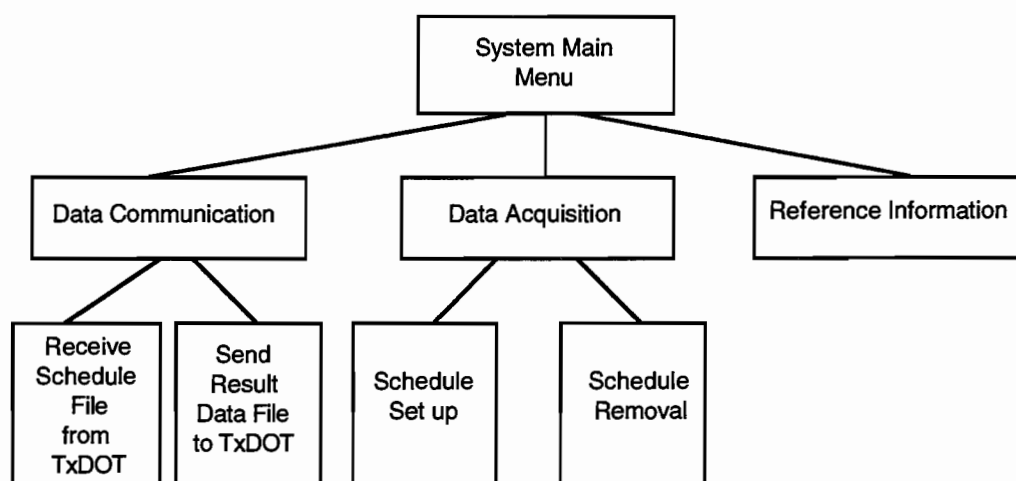 System Main
Menu
Data Communication
Data Acquisition
Reference Information
Receive
Schedule
File
from
TxDOT
Send
Result
Data File
to TxDOT
Schedule
Set up
Schedule
Removal